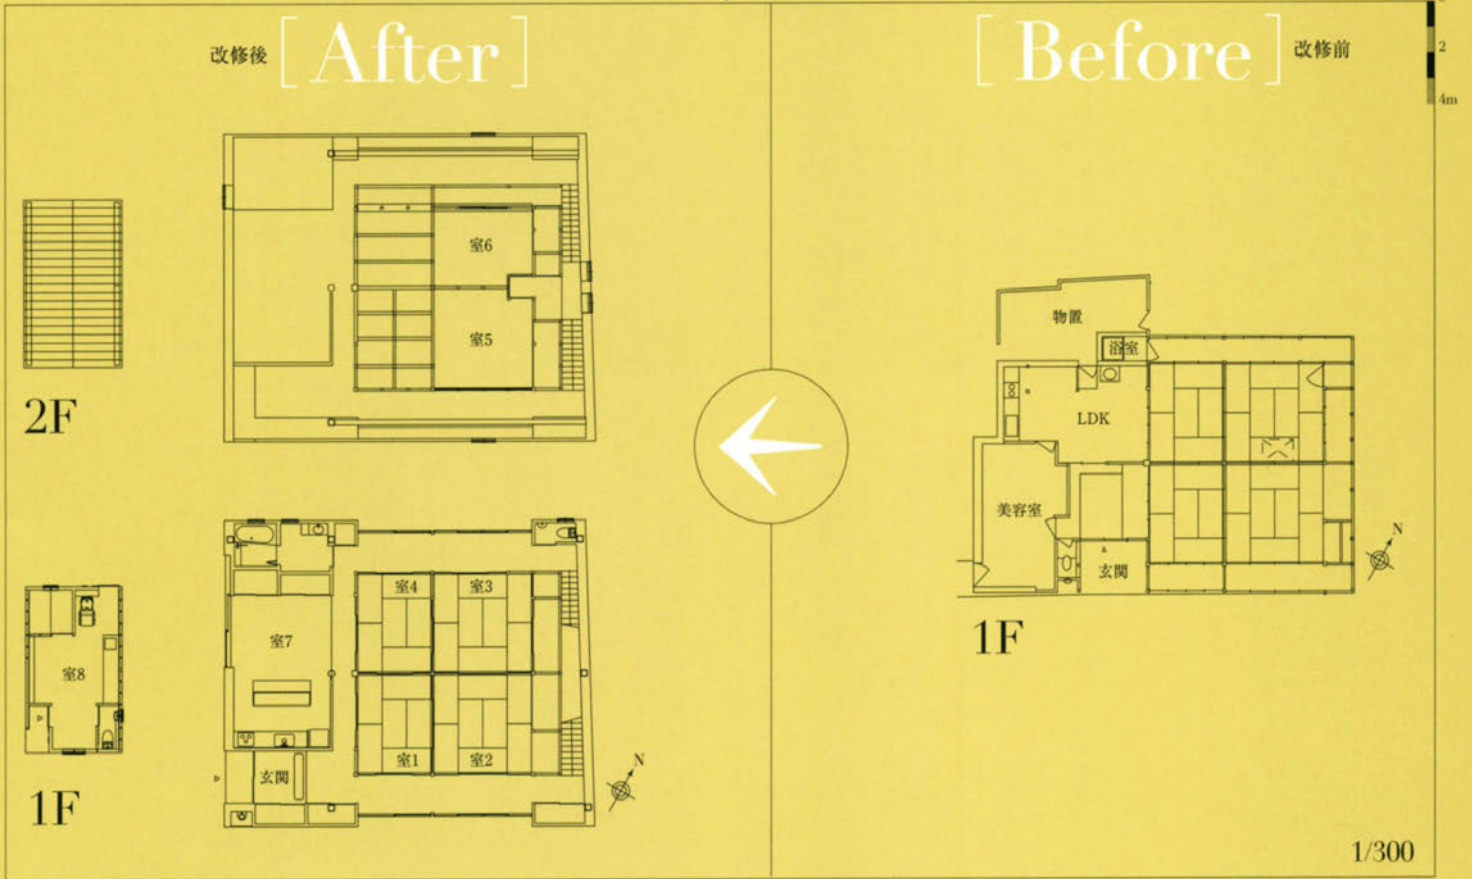 改修後 [ After ]
[ Before ] 改修前
2
4m
室6
室5
2F
室4
室3
室7
室8
室1
室2
玄関
N
1F
物置
浴室
LDK
美容室
玄関
N
1F
1/300